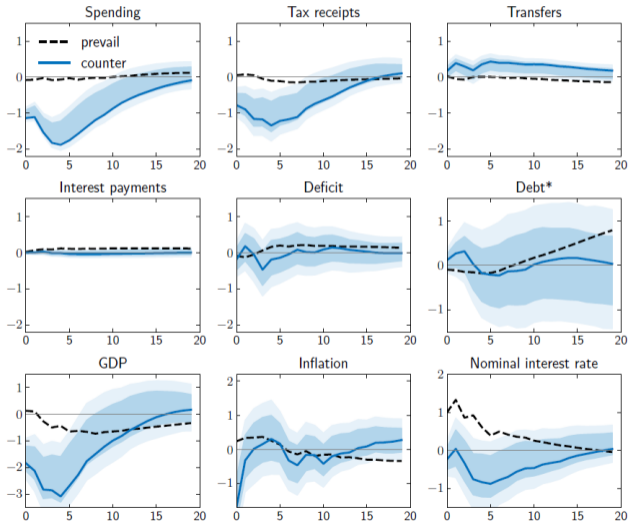 Spending Tax receipts Transfers
prevail
counter
1 1 1
0 0 0
−1 −1 −1
−2 −2 −2
0 5 10 15 20 0 5 10 15 20 0 5 10 15 20
Interest payments Deficit Debt*
1 1 1
0 0 0
−1 −1 −1
−2 −2
0 5 10 15 20 0 5 10 15 20 0 5 10 15 20
GDP Inflation Nominal interest rate
1 2 2
0 1 1
−1 0 0
−2 −1 −1
−3
0 5 10 15 20 0 5 10 15 20 0 5 10 15 20